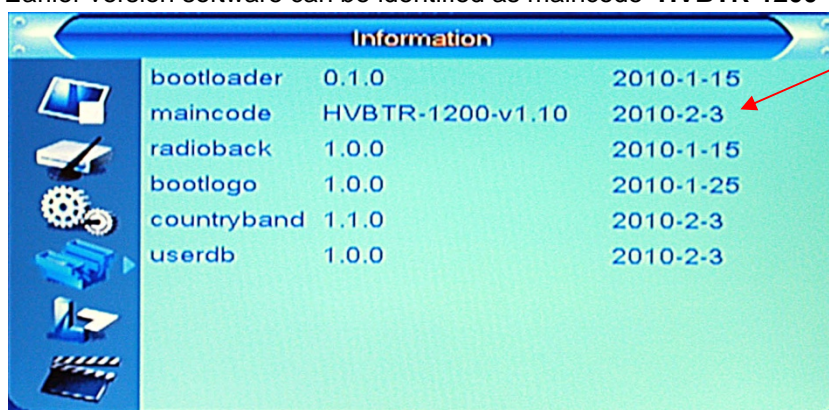 Earlier version software can be identified as maincode HVBTR-1200
Information
bootloader 0.1.0 2010-1-15
maincode HVBTR-1200-v1.10 2010-2-3
radioback 1.0.0 2010-1-15
bootlogo 1.0.0 2010-1-25
countryband 1.1.0 2010-2-3
userdb 1.0.0 2010-2-3